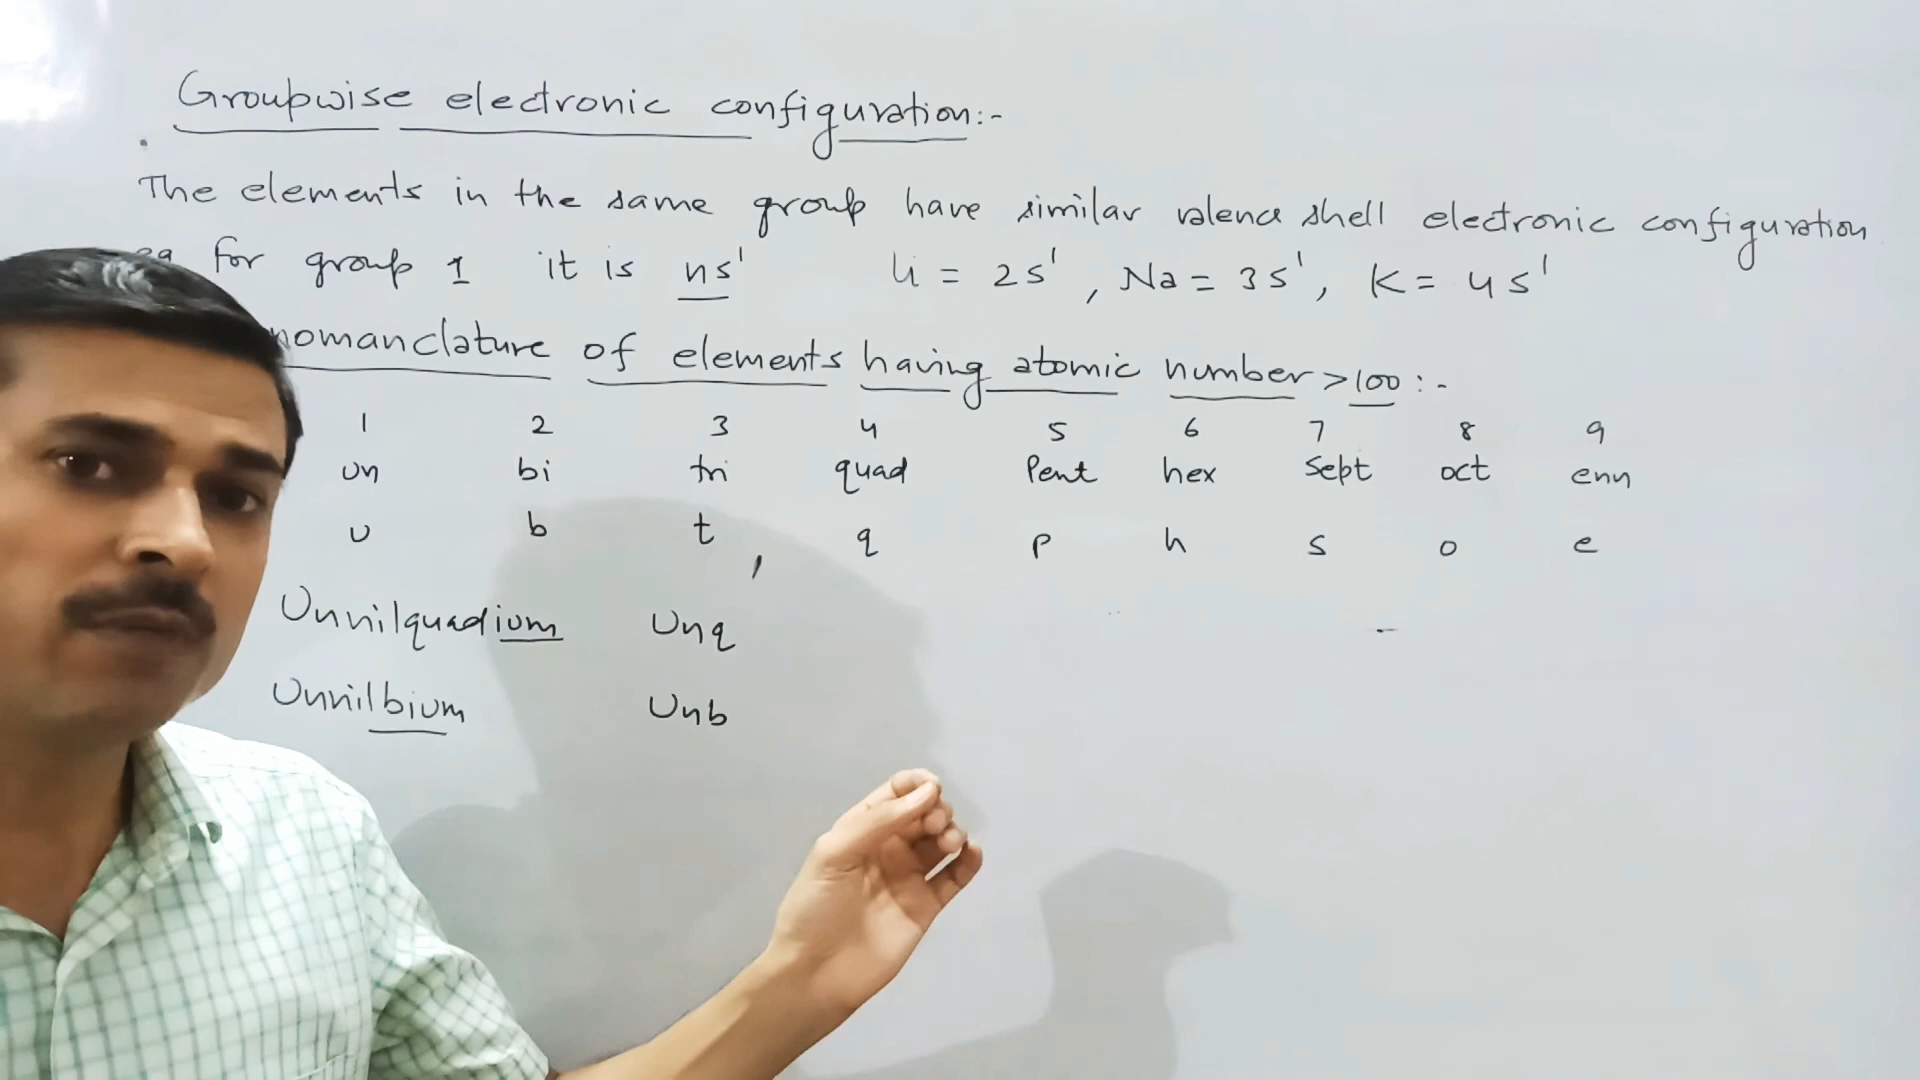 Groupwise electronic configuration:-
The elements in the same group have similar valence shell electronic configuration
eg for group 1 it is ns¹ Li = 2s¹, Na = 3s¹, K = 4s¹
nomanclature of elements having atomic number >100 :-
1 2 3 4 5 6 7 8 9
un bi tri quad Pent hex Sept oct enn
u b t, q p h s o e
Unnilquadium Unq
Unnilbium Unb